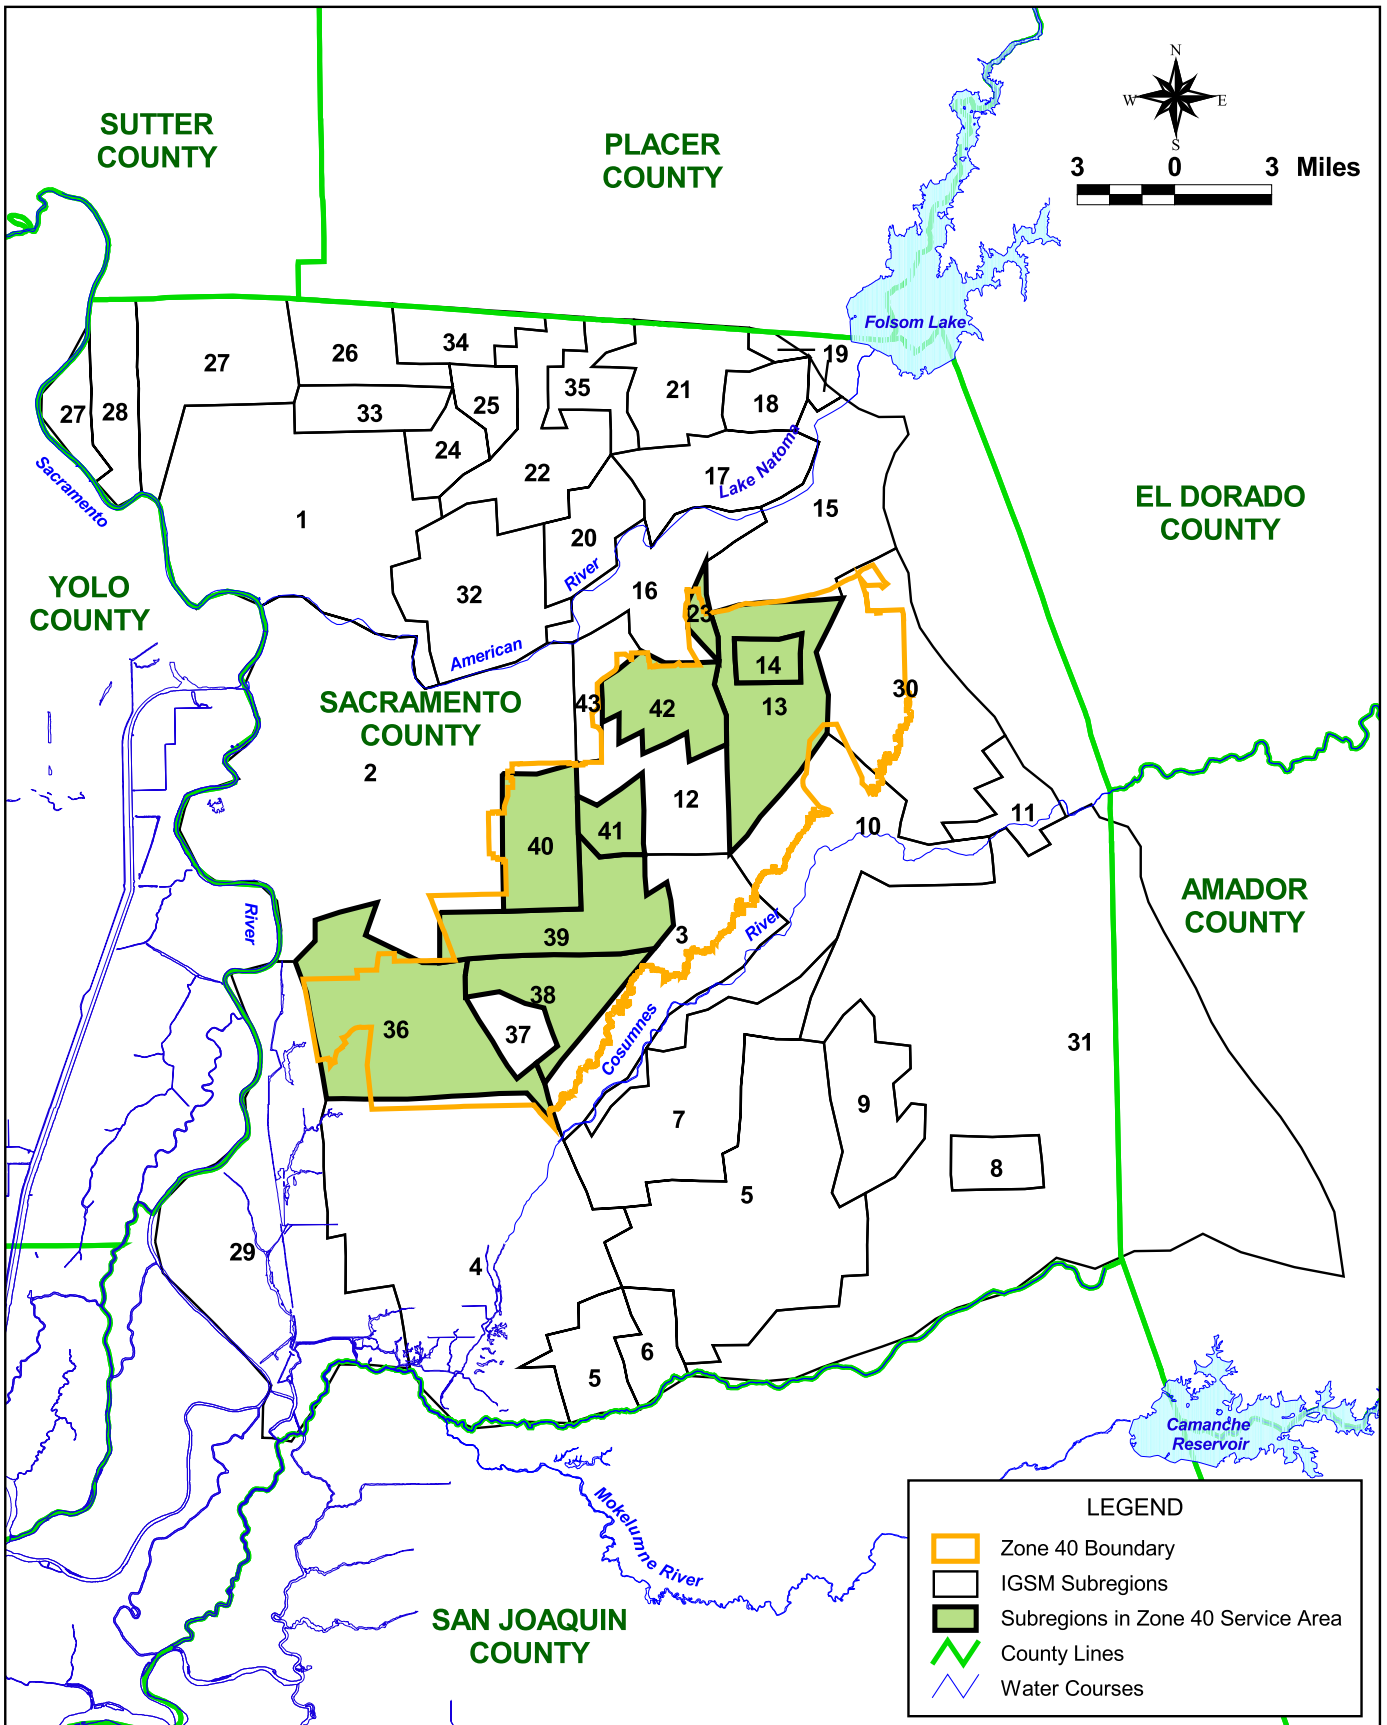 N
W
E
S
3 0 3 Miles
SUTTER
COUNTY
PLACER
COUNTY
Folsom Lake
34
26
27
19
35
21
18
25
33
27
28
24
22
17
Lake Natoma
Sacramento
1
15
EL DORADO
COUNTY
20
River
YOLO
COUNTY
32
16
23
American
14
SACRAMENTO
COUNTY
43
42
13
30
2
12
11
10
41
40
AMADOR
COUNTY
River
39
3
River
38
36
37
Cosumnes
31
7
9
8
5
29
4
6
5
Camanche
Reservoir
Mokelumne River
SAN JOAQUIN
COUNTY
LEGEND
Zone 40 Boundary
IGSM Subregions
Subregions in Zone 40 Service Area
County Lines
Water Courses